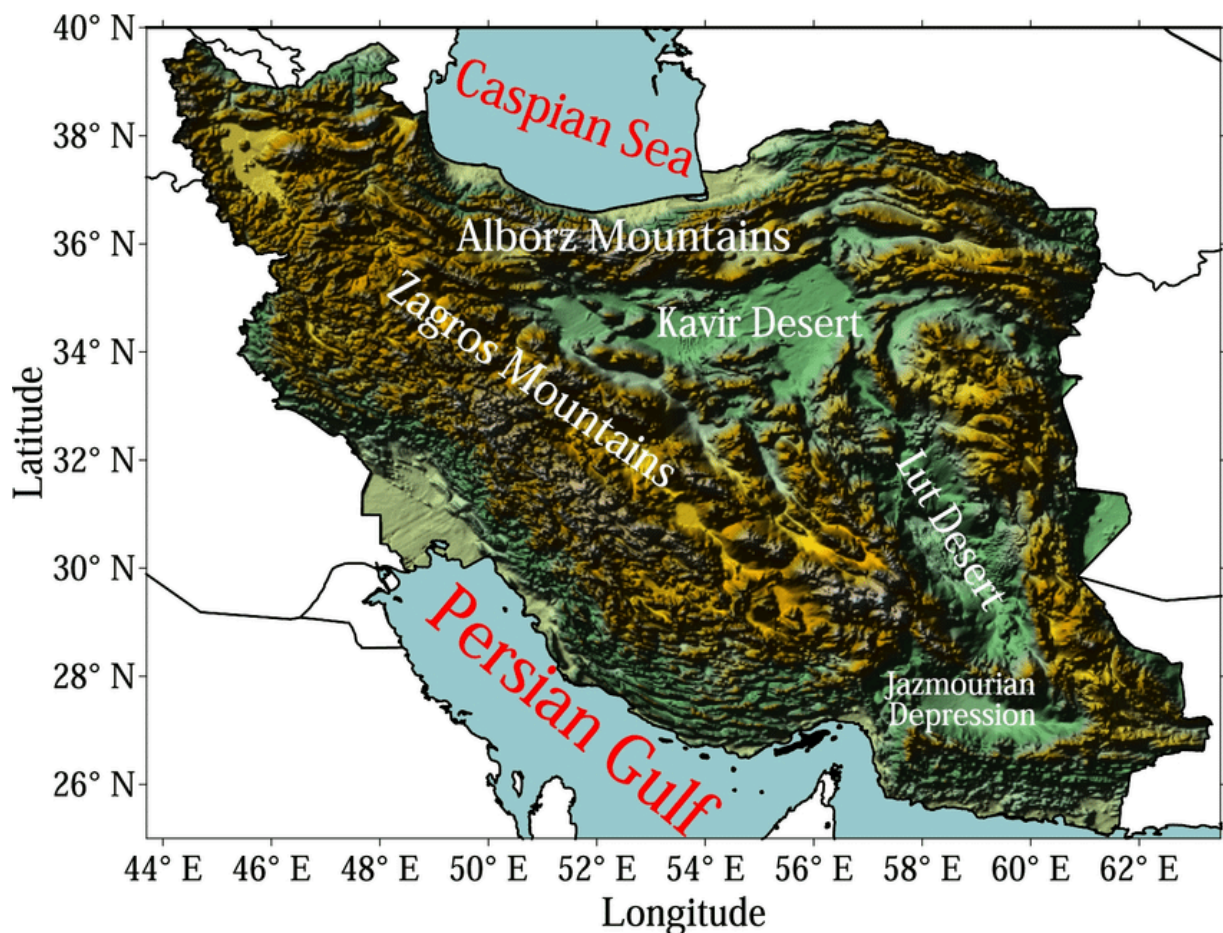 40° N
38° N
36° N
34° N
32° N
30° N
28° N
26° N
Latitude
Caspian Sea
Alborz Mountains
Zagros Mountains
Kavir Desert
Lut Desert
Jazmourian
Depression
Persian Gulf
44° E 46° E 48° E 50° E 52° E 54° E 56° E 58° E 60° E 62° E
Longitude